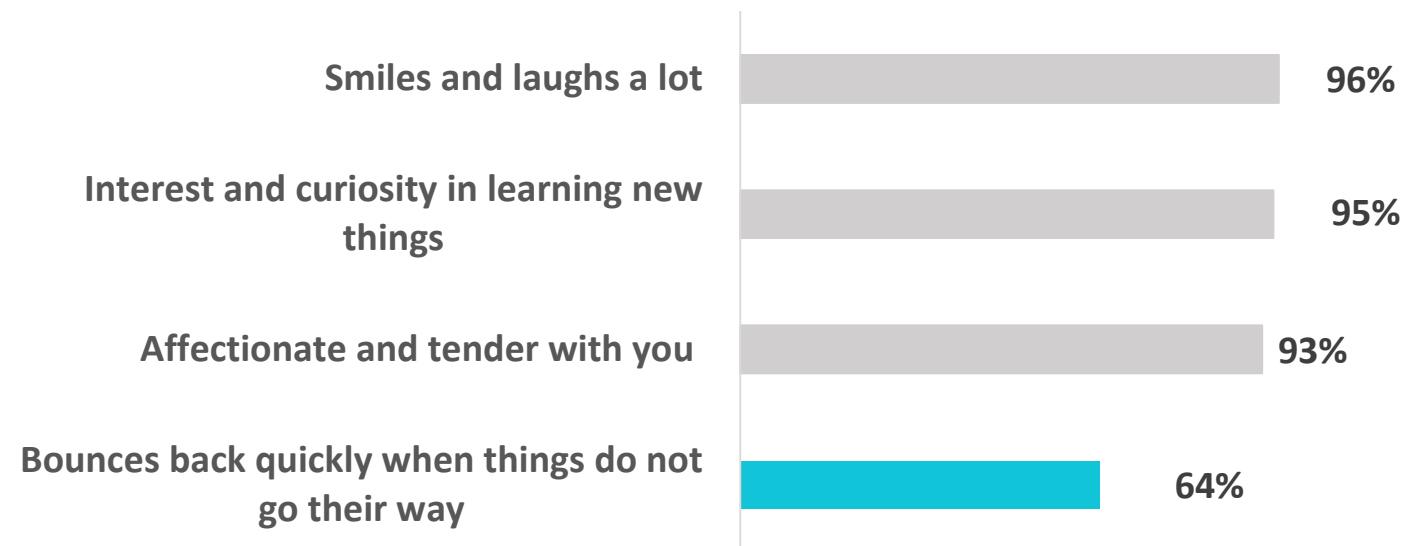 Smiles and laughs a lot
96%
Interest and curiosity in learning new
things
95%
Affectionate and tender with you
93%
Bounces back quickly when things do not
go their way
64%